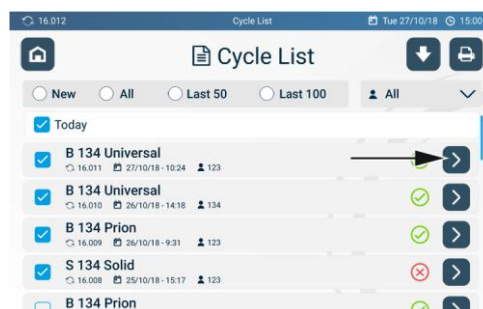 16.012 Cycle List Tue 27/10/18 15:00
Cycle List
New All Last 50 Last 100 All
Today
B 134 Universal
16.011 27/10/18-10:24 123
B 134 Universal
16.010 26/10/18-14:18 134
B 134 Prion
16.009 26/10/18-9:31 123
S 134 Solid
16.008 25/10/18-15:17 123
B 134 Prion